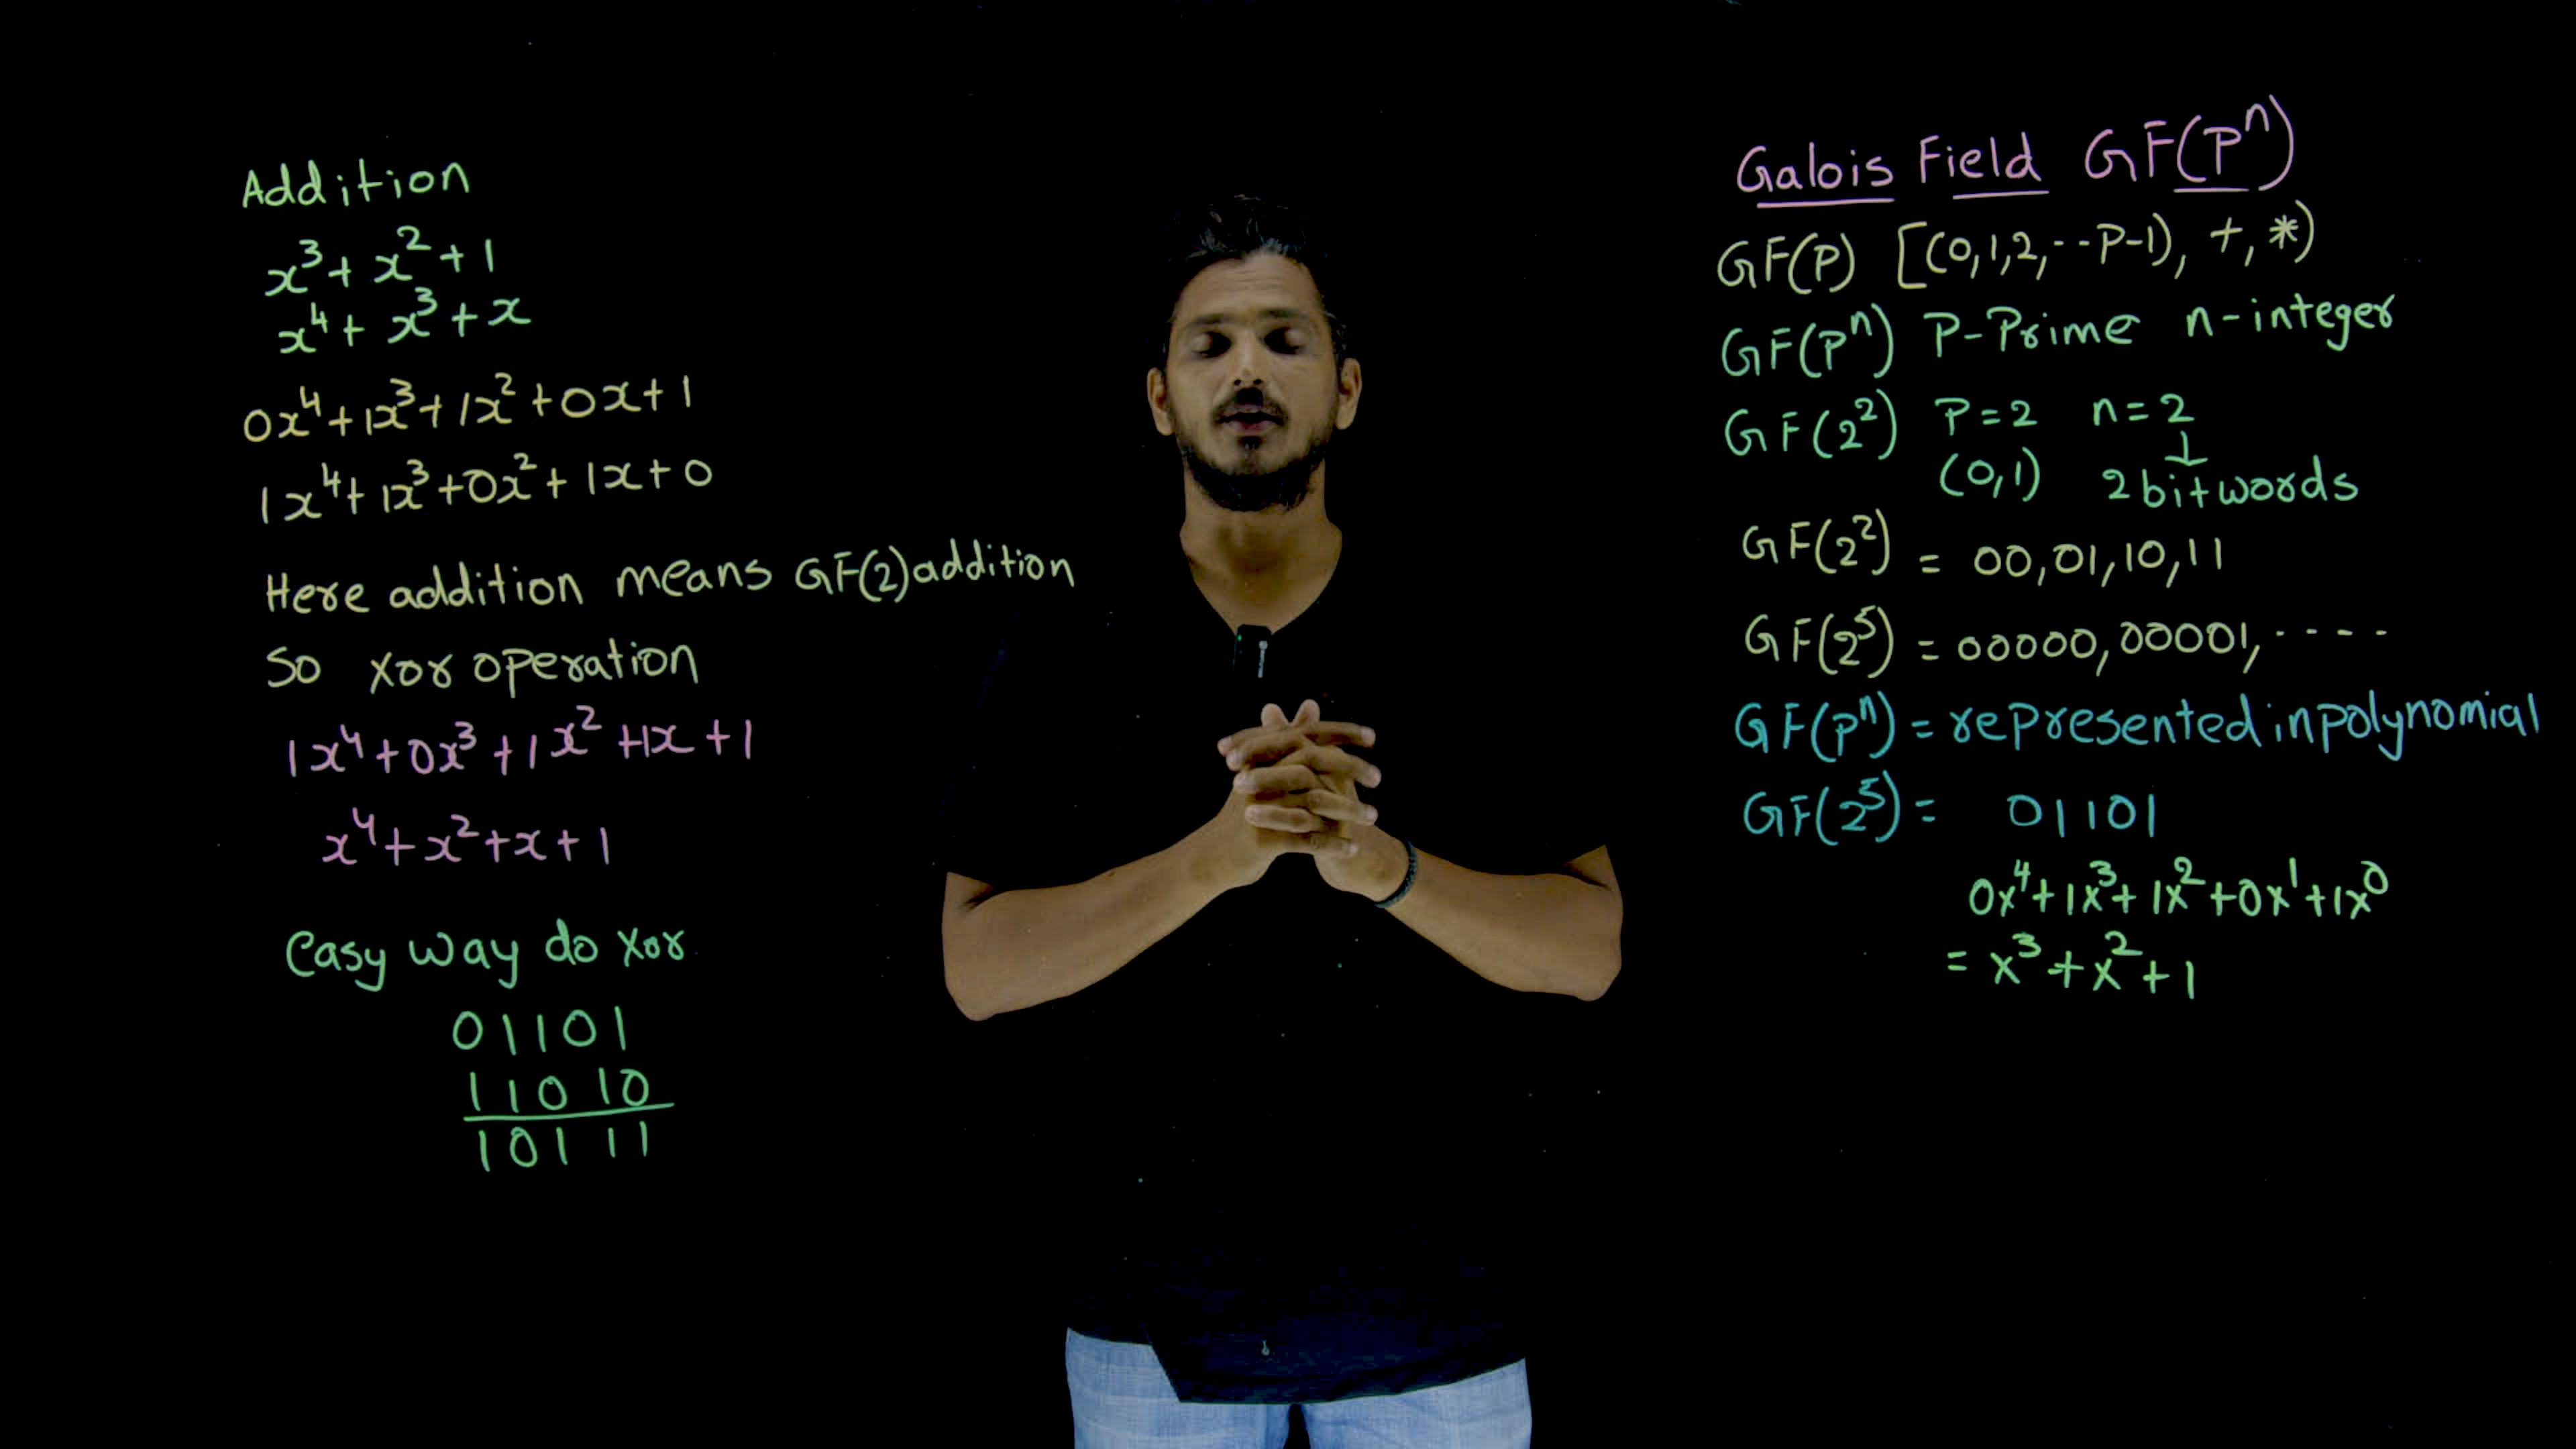 Addition
x³ + x² + 1
x⁴ + x³ + x
0x⁴ + 1x³ + 1x² + 0x + 1
1x⁴ + 1x³ + 0x² + 1x + 0
Here addition means GF(2) addition
So xor operation
1x⁴ + 0x³ + 1x² + 1x + 1
x⁴ + x² + x + 1
Easy way do xor
01101
11010
10111
Galois Field GF(Pⁿ)
GF(P) [(0,1,2,--P-1), +, *)
GF(Pⁿ) P-Prime n-integer
GF(2²) P=2 n=2
↓
(0,1) 2 bit words
GF(2²) = 00,01,10,11
GF(2⁵) = 00000,00001,----
GF(Pⁿ) = represented in polynomial
GF(2⁵) = 01101
0x⁴ + 1x³ + 1x² + 0x¹ + 1x⁰
= x³ + x² + 1